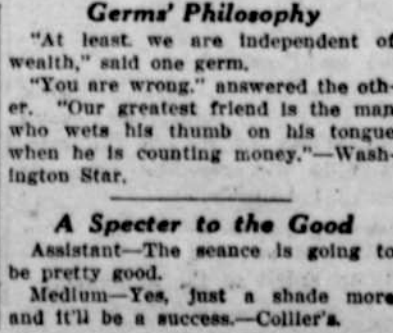 Germs' Philosophy
"At least we are independent of
wealth," said one germ.
"You are wrong." answered the oth-
er. "Our greatest friend is the man
who wets his thumb on his tongue
when he is counting money."—Wash-
ington Star.
A Specter to the Good
Assistant—The seance is going to
be pretty good.
Medium—Yes, just a shade more
and it'll be a success.—Collier's.